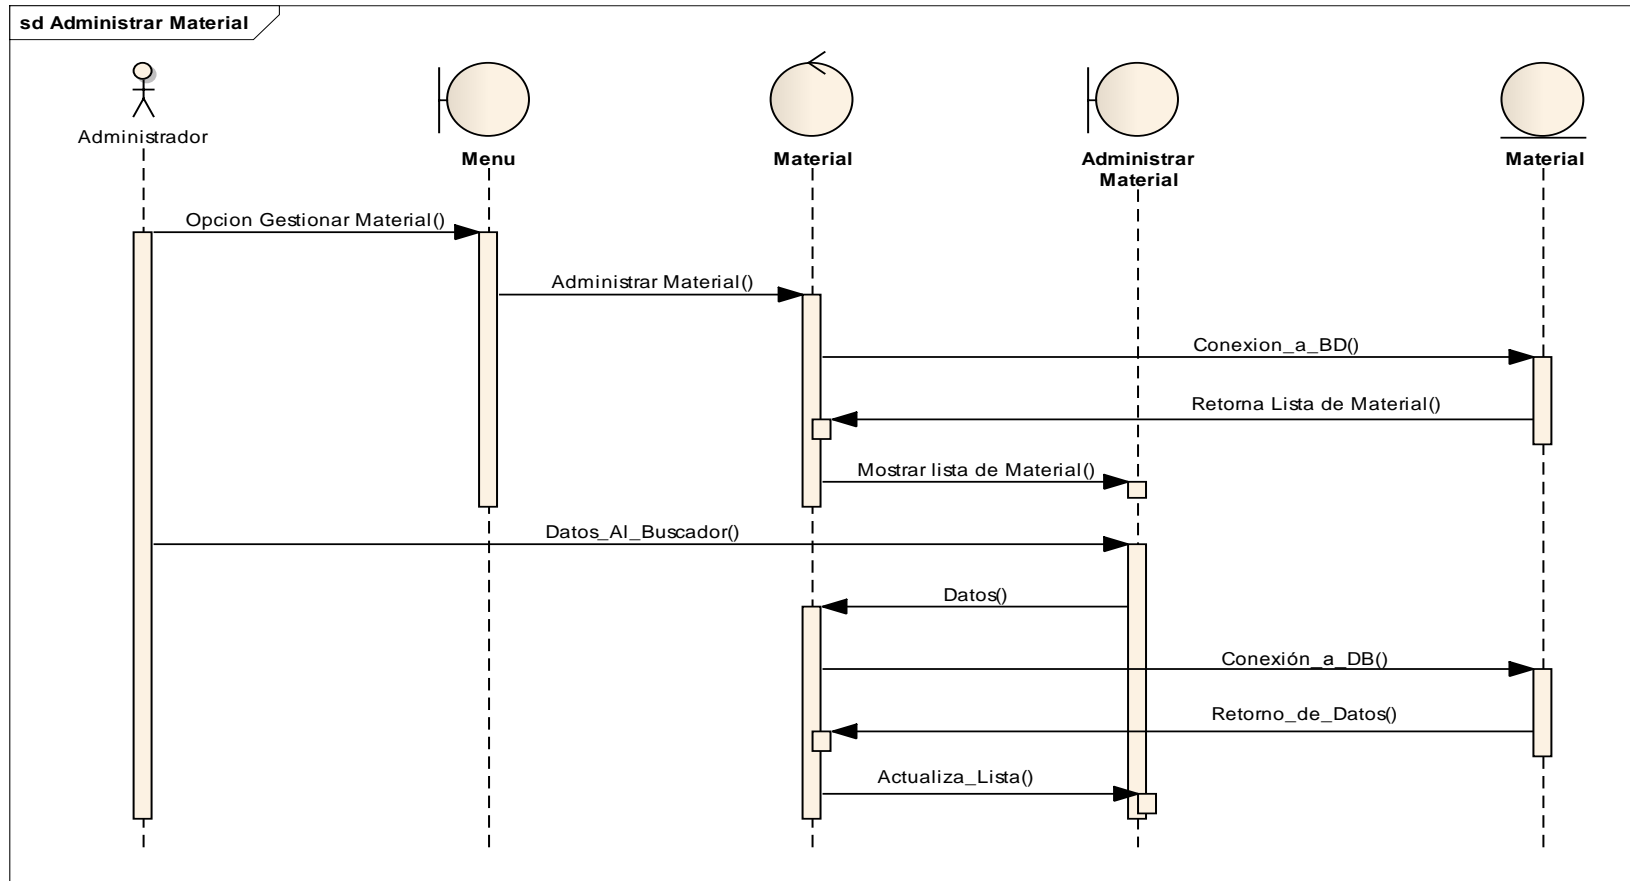 sd Administrar Material
Administrador
Menu
Material
Administrar
Material
Material
Opcion Gestionar Material()
Administrar Material()
Conexion_a_BD()
Retorna Lista de Material()
Mostrar lista de Material()
Datos_Al_Buscador()
Datos()
Conexión_a_DB()
Retorno_de_Datos()
Actualiza_Lista()